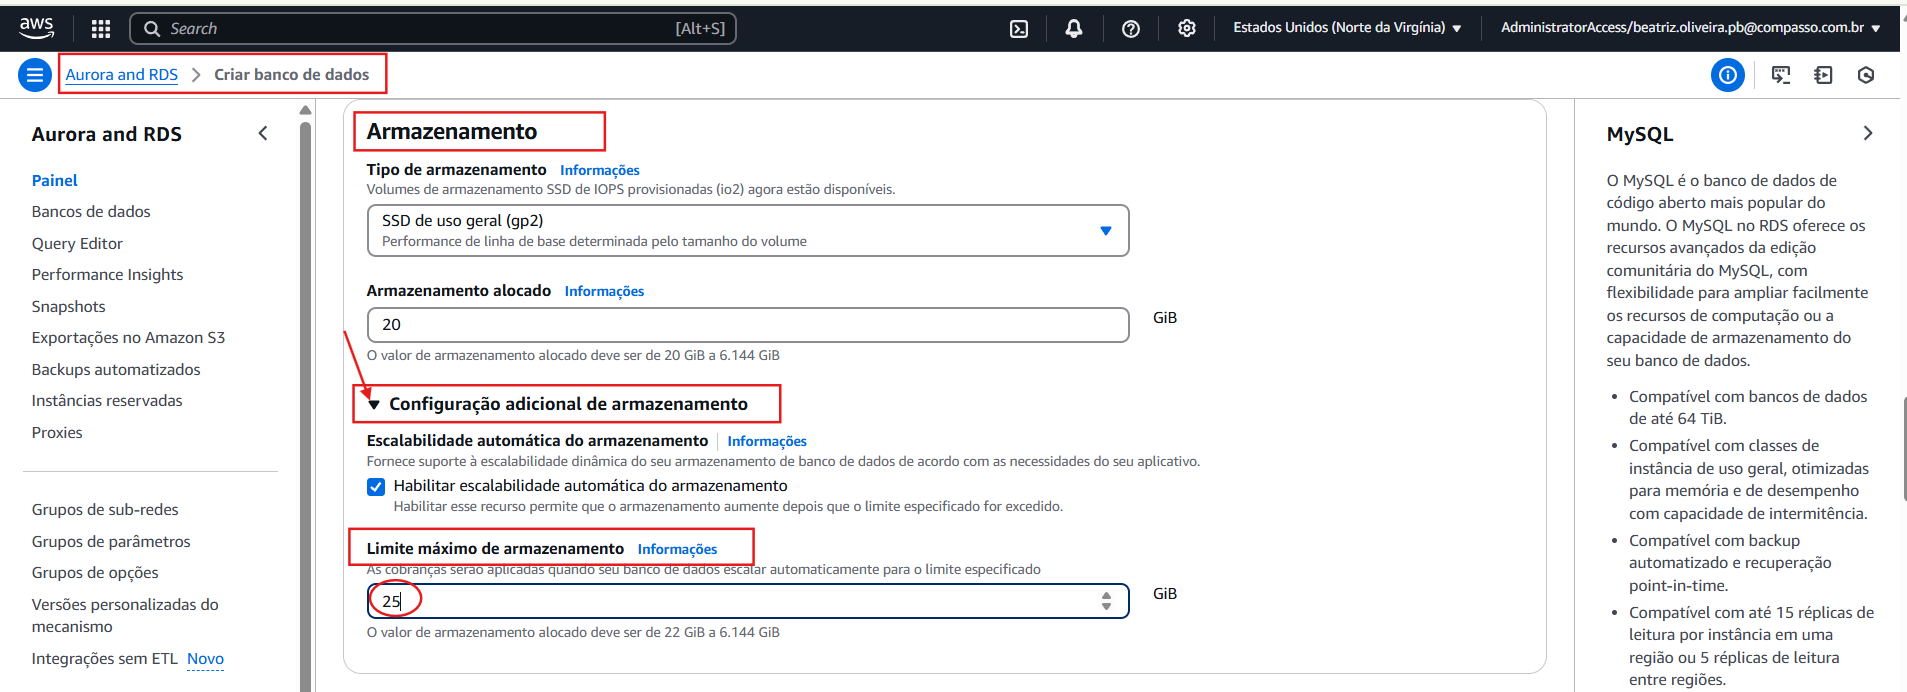 aws
Search
[Alt+S]
Estados Unidos (Norte da Virgínia)
AdministratorAccess/beatriz.oliveira.pb@compasso.com.br
Aurora and RDS
Criar banco de dados
Aurora and RDS
Painel
Bancos de dados
Query Editor
Performance Insights
Snapshots
Exportações no Amazon S3
Backups automatizados
Instâncias reservadas
Proxies
Grupos de sub-redes
Grupos de parâmetros
Grupos de opções
Versões personalizadas do
mecanismo
Integrações sem ETL Novo
Armazenamento
Tipo de armazenamento Informações
Volumes de armazenamento SSD de IOPS provisionadas (io2) agora estão disponíveis.
SSD de uso geral (gp2)
Performance de linha de base determinada pelo tamanho do volume
Armazenamento alocado Informações
20
GiB
O valor de armazenamento alocado deve ser de 20 GiB a 6.144 GiB
Configuração adicional de armazenamento
Escalabilidade automática do armazenamento Informações
Fornece suporte à escalabilidade dinâmica do seu armazenamento de banco de dados de acordo com as necessidades do seu aplicativo.
Habilitar escalabilidade automática do armazenamento
Habilitar esse recurso permite que o armazenamento aumente depois que o limite especificado for excedido.
Limite máximo de armazenamento Informações
As cobranças serão aplicadas quando seu banco de dados escalar automaticamente para o limite especificado
25
GiB
O valor de armazenamento alocado deve ser de 22 GiB a 6.144 GiB
MySQL
O MySQL é o banco de dados de
código aberto mais popular do
mundo. O MySQL no RDS oferece os
recursos avançados da edição
comunitária do MySQL, com
flexibilidade para ampliar facilmente
os recursos de computação ou a
capacidade de armazenamento do
seu banco de dados.
• Compatível com bancos de dados
de até 64 TiB.
• Compatível com classes de
instância de uso geral, otimizadas
para memória e de desempenho
com capacidade de intermitência.
• Compatível com backup
automatizado e recuperação
point-in-time.
• Compatível com até 15 réplicas de
leitura por instância em uma
região ou 5 réplicas de leitura
entre regiões.